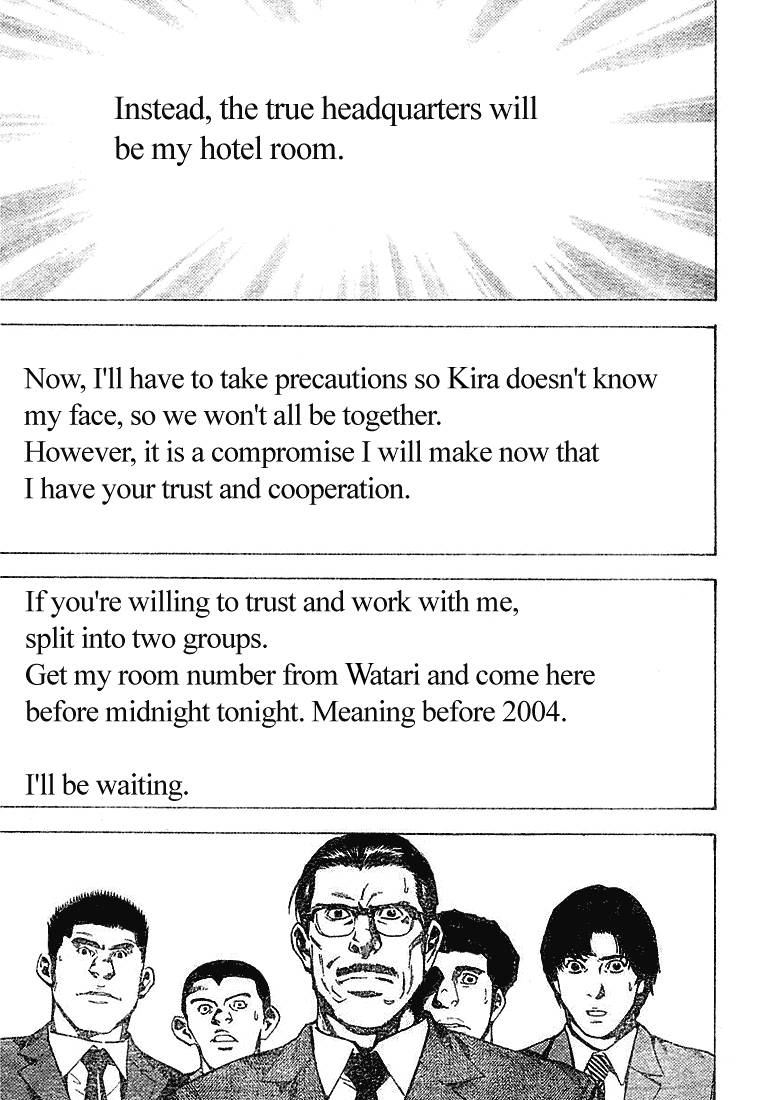 Instead, the true headquarters will
be my hotel room.
Now, I'll have to take precautions so Kira doesn't know
my face, so we won't all be together.
However, it is a compromise I will make now that
I have your trust and cooperation.
If you're willing to trust and work with me,
split into two groups.
Get my room number from Watari and come here
before midnight tonight. Meaning before 2004.
I'll be waiting.